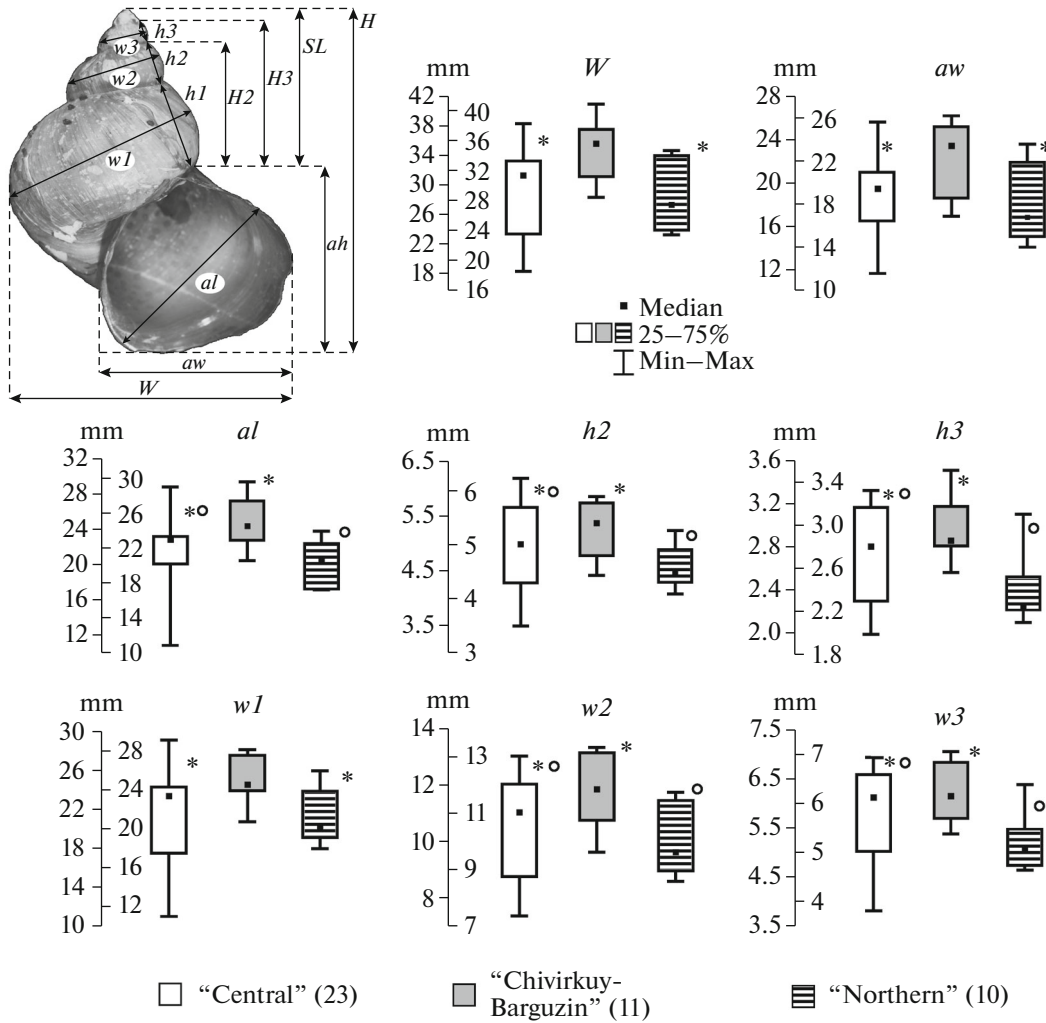 h3
w3
h2
w2
h1
w1
al
H2
H3
SL
H
ah
aw
W
mm
W
42
40
38
36
34
32
30
28
26
24
22
20
18
16
*
*
mm
aw
28
26
24
22
20
18
16
14
12
10
*
*
Median
25–75%
Min–Max
mm
al
32
30
28
26
24
22
20
18
16
14
12
10
*o
*
o
mm
h2
6.5
6
5.5
5
4.5
4
3.5
3
*o
*
o
mm
h3
3.6
3.4
3.2
3.0
2.8
2.6
2.4
2.2
2.0
1.8
*o
*
o
mm
w1
30
28
26
24
22
20
18
16
14
12
10
*
*
mm
w2
14
13
12
11
10
9
8
7
*o
*
o
mm
w3
7.5
7
6.5
6
5.5
5
4.5
4
3.5
*o
*
o
“Central” (23)
“Chivirkuy-
Barguzin” (11)
“Northern” (10)